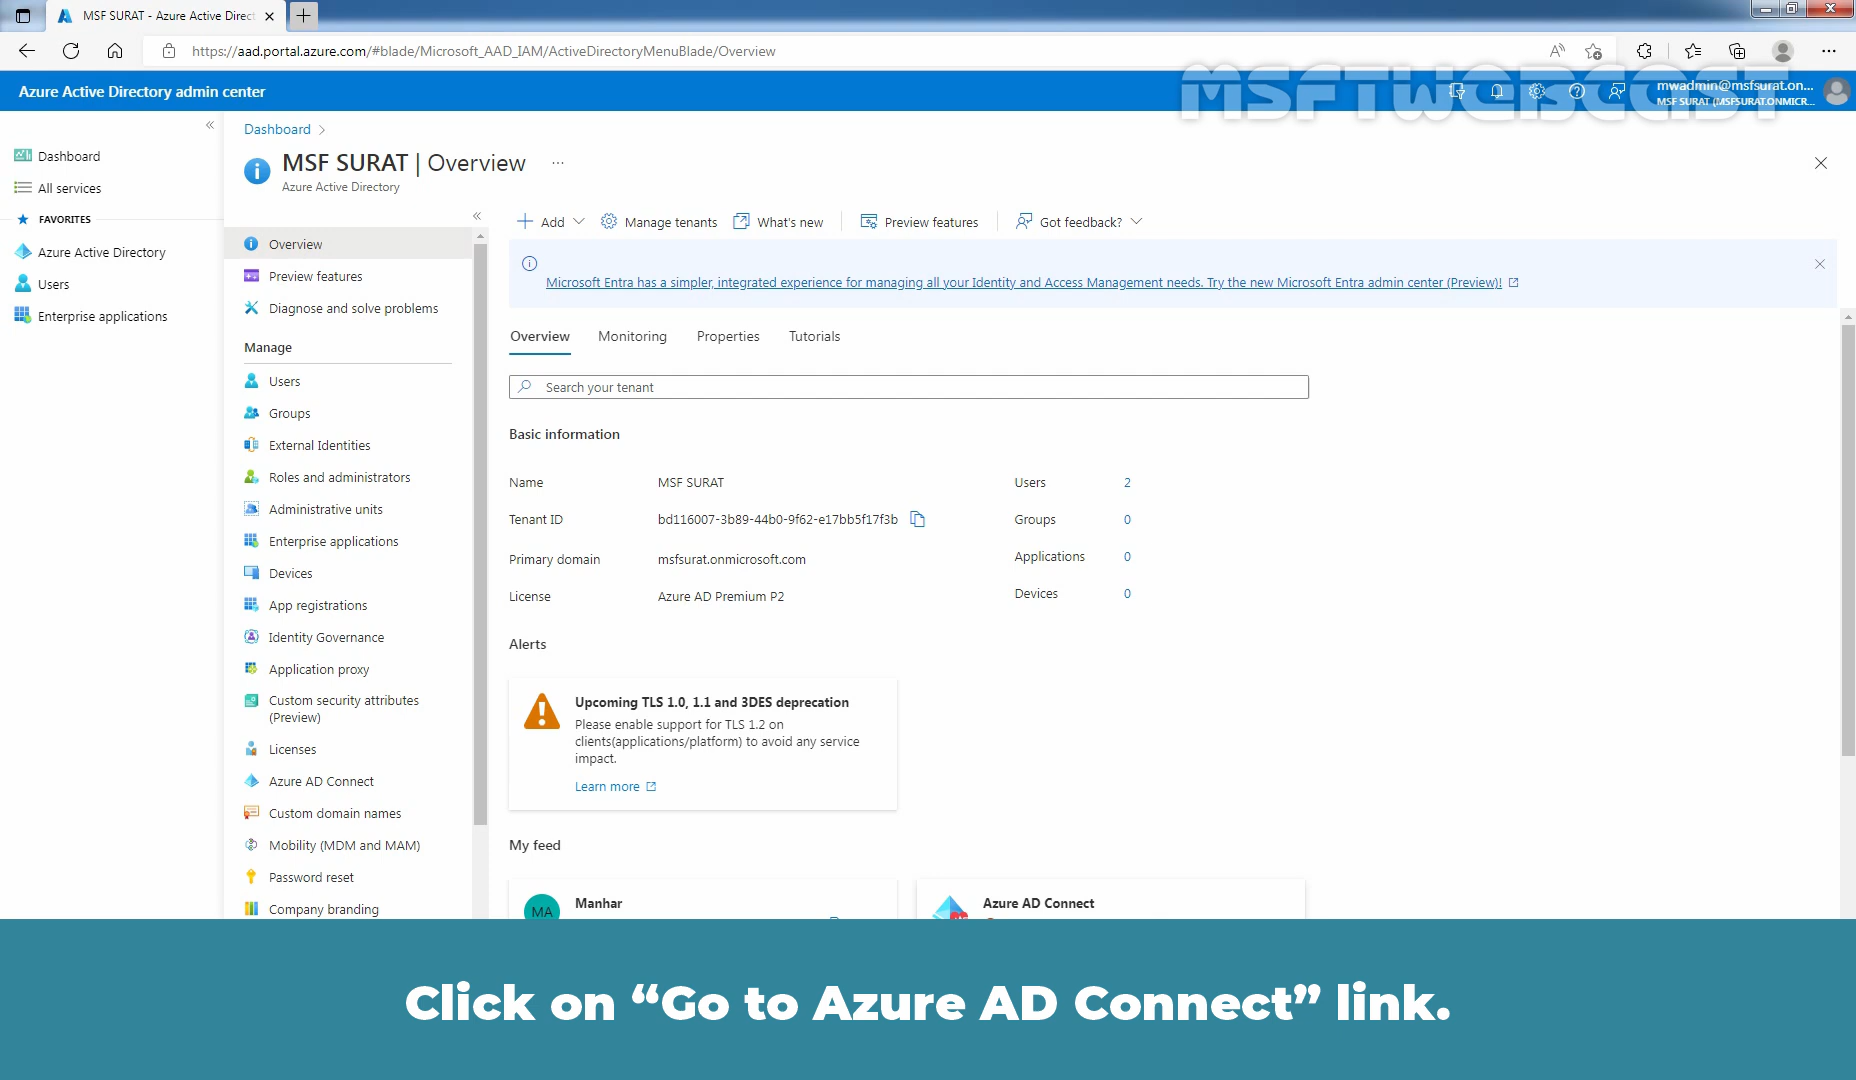 MSF SURAT - Azure Active Direct
https://aad.portal.azure.com/#blade/Microsoft_AAD_IAM/ActiveDirectoryMenuBlade/Overview
MSFTWEBCAST
Azure Active Directory admin center
mwadmin@msfsurat.on...
MSF SURAT (MSFSURAT.ONMICR...
Dashboard
All services
FAVORITES
Azure Active Directory
Users
Enterprise applications
Dashboard >
MSF SURAT | Overview ...
Azure Active Directory
Overview
Preview features
Diagnose and solve problems
Manage
Users
Groups
External Identities
Roles and administrators
Administrative units
Enterprise applications
Devices
App registrations
Identity Governance
Application proxy
Custom security attributes
(Preview)
Licenses
Azure AD Connect
Custom domain names
Mobility (MDM and MAM)
Password reset
Company branding
Add Manage tenants What's new Preview features Got feedback?
Microsoft Entra has a simpler, integrated experience for managing all your Identity and Access Management needs. Try the new Microsoft Entra admin center (Preview)!
Overview Monitoring Properties Tutorials
Search your tenant
Basic information
Name MSF SURAT Users 2
Tenant ID bd116007-3b89-44b0-9f62-e17bb5f17f3b Groups 0
Primary domain msfsurat.onmicrosoft.com Applications 0
License Azure AD Premium P2 Devices 0
Alerts
Upcoming TLS 1.0, 1.1 and 3DES deprecation
Please enable support for TLS 1.2 on
clients(applications/platform) to avoid any service
impact.
Learn more
My feed
MA Manhar
Azure AD Connect
Click on “Go to Azure AD Connect” link.